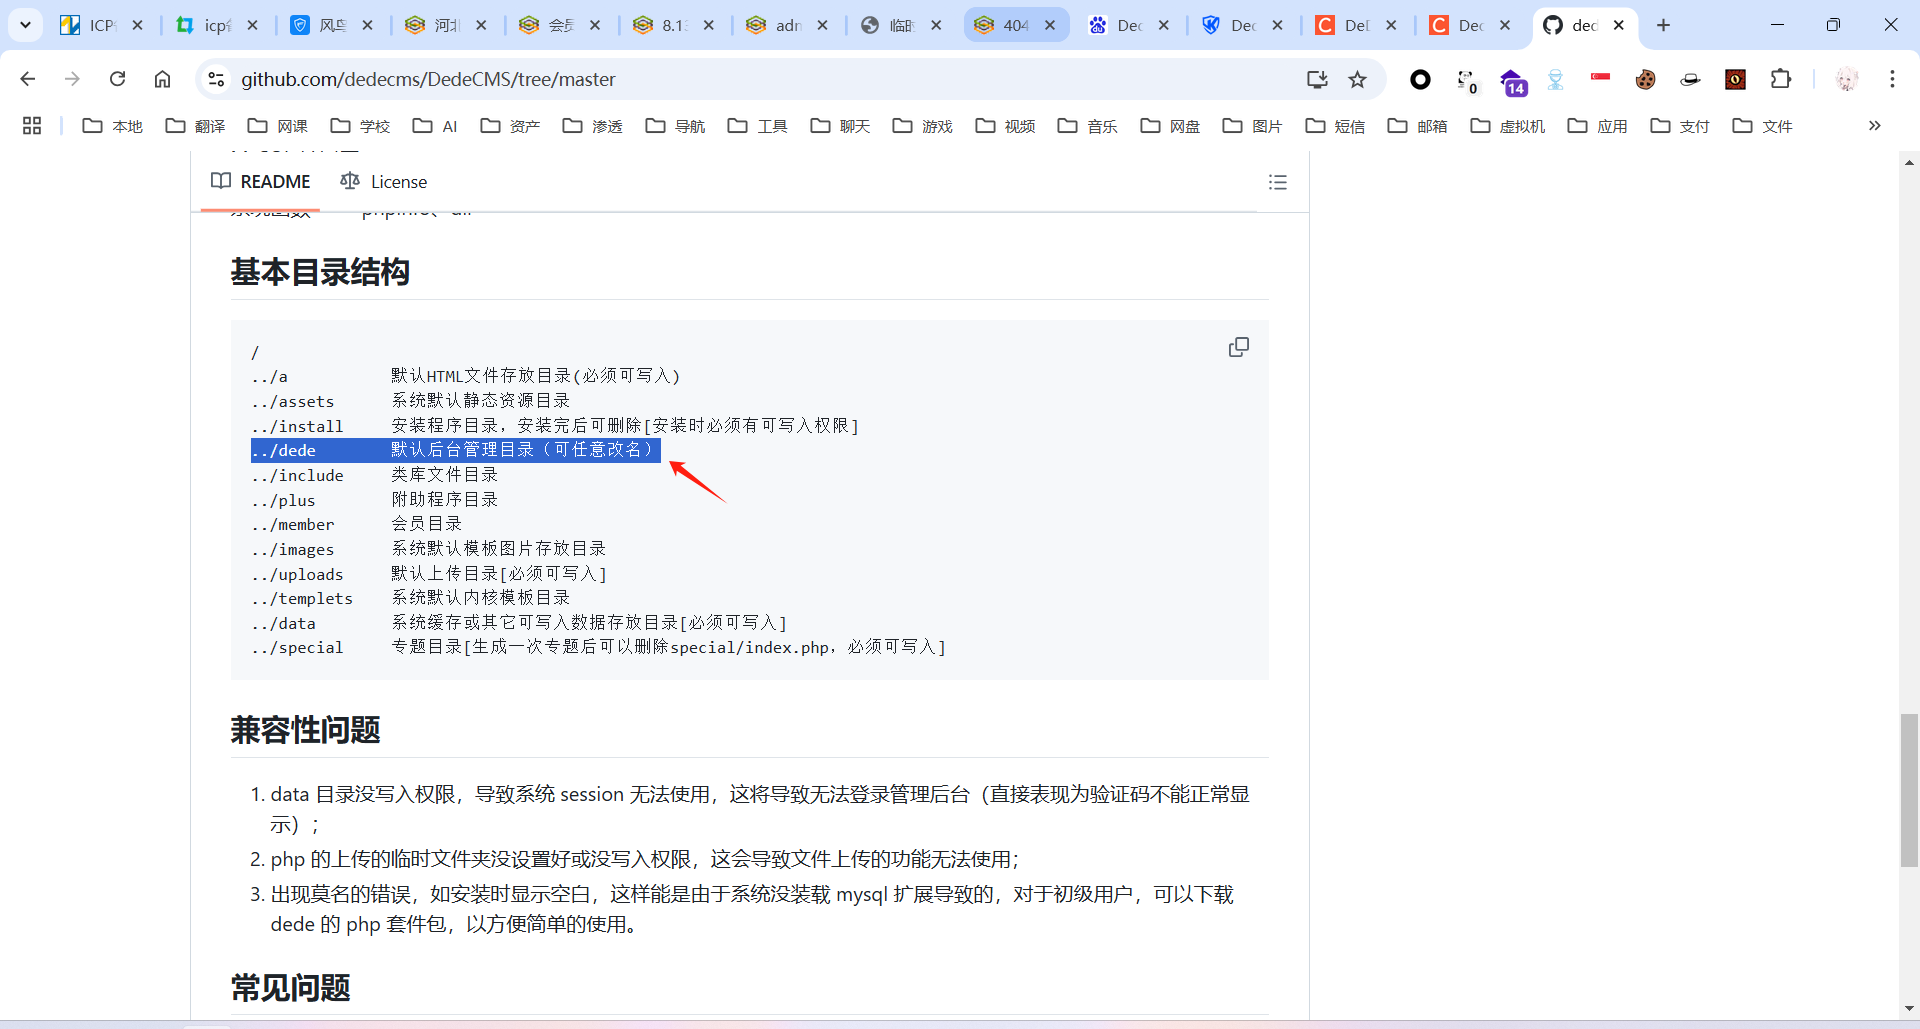 ICP
icp
风鸟
河北
会员
8.13
adn
临时
404
Dec
Dec
DeD
Dec
ded
github.com/dedecms/DedeCMS/tree/master
0
14
本地
翻译
网课
学校
AI
资产
渗透
导航
工具
聊天
游戏
视频
音乐
网盘
图片
短信
邮箱
虚拟机
应用
支付
文件
README
License
系统函数 phpinfo、dir
基本目录结构
/
../a 默认HTML文件存放目录(必须可写入)
../assets 系统默认静态资源目录
../install 安装程序目录，安装完后可删除[安装时必须有可写入权限]
../dede 默认后台管理目录（可任意改名）
../include 类库文件目录
../plus 附助程序目录
../member 会员目录
../images 系统默认模板图片存放目录
../uploads 默认上传目录[必须可写入]
../templets 系统默认内核模板目录
../data 系统缓存或其它可写入数据存放目录[必须可写入]
../special 专题目录[生成一次专题后可以删除special/index.php，必须可写入]
兼容性问题
1. data 目录没写入权限，导致系统 session 无法使用，这将导致无法登录管理后台（直接表现为验证码不能正常显
示）；
2. php 的上传的临时文件夹没设置好或没写入权限，这会导致文件上传的功能无法使用；
3. 出现莫名的错误，如安装时显示空白，这样能是由于系统没装载 mysql 扩展导致的，对于初级用户，可以下载
dede 的 php 套件包，以方便简单的使用。
常见问题